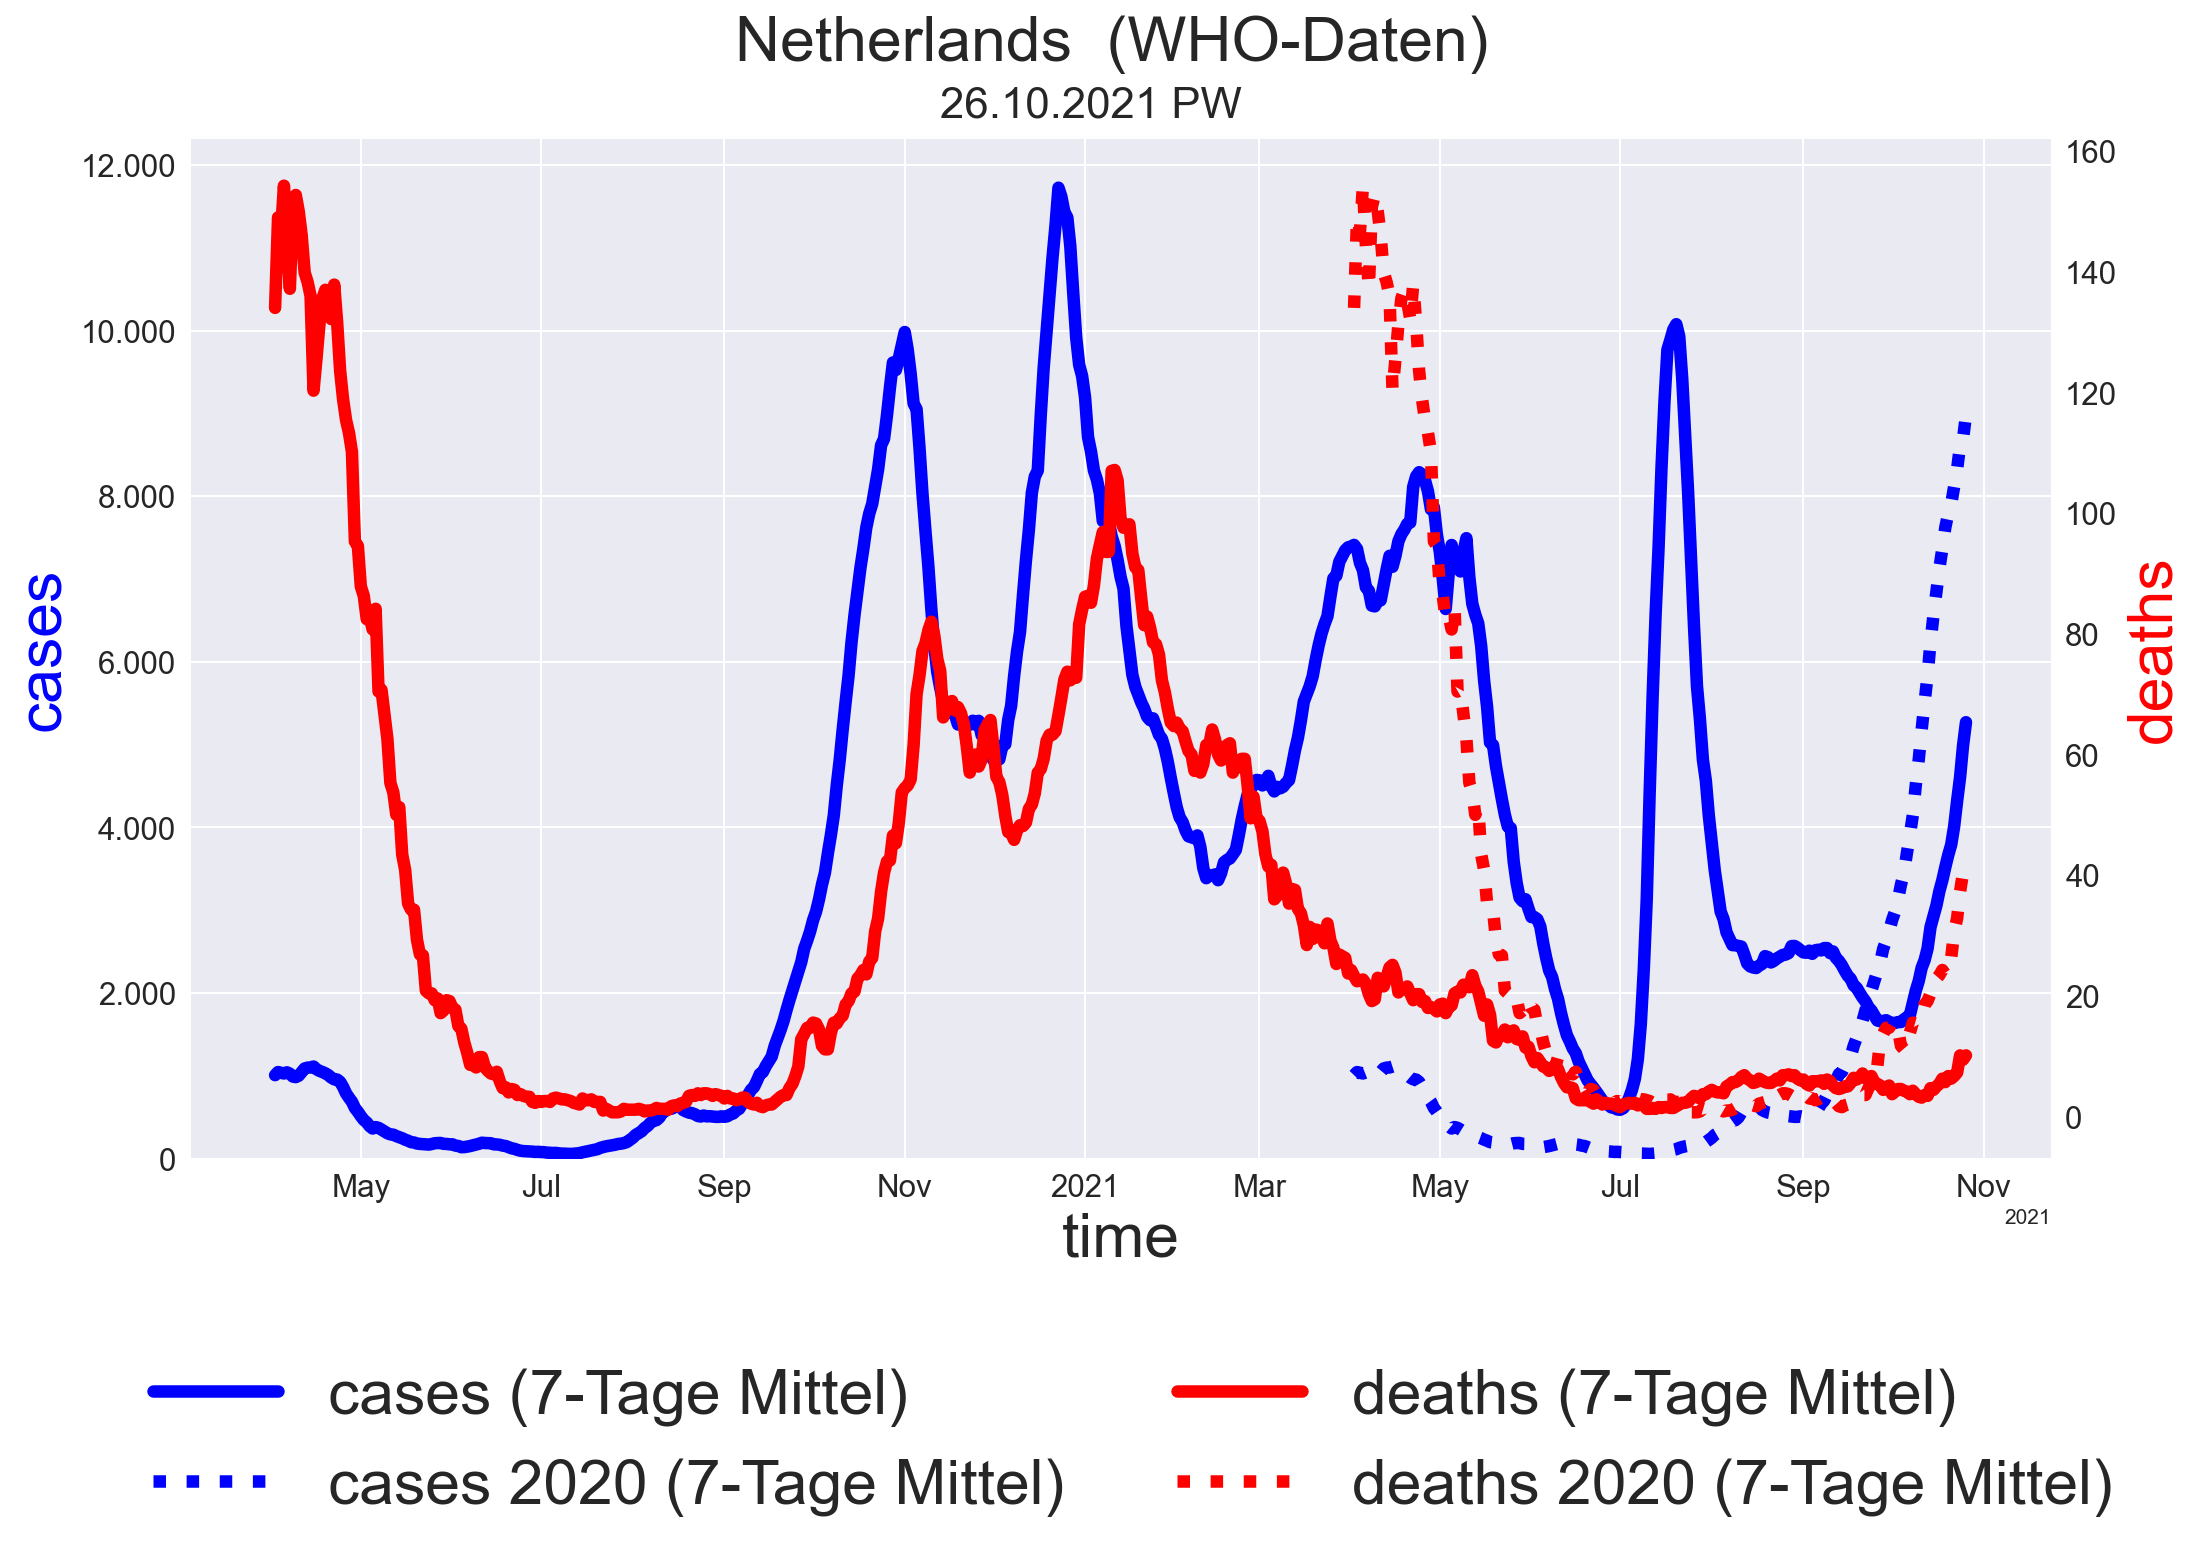 Netherlands  (WHO-Daten)
26.10.2021 PW
cases
12.000
10.000
8.000
6.000
4.000
2.000
0
deaths
160
140
120
100
80
60
40
20
0
May Jul Sep Nov 2021 Mar May Jul Sep Nov
2021
time
cases (7-Tage Mittel)
deaths (7-Tage Mittel)
cases 2020 (7-Tage Mittel)
deaths 2020 (7-Tage Mittel)